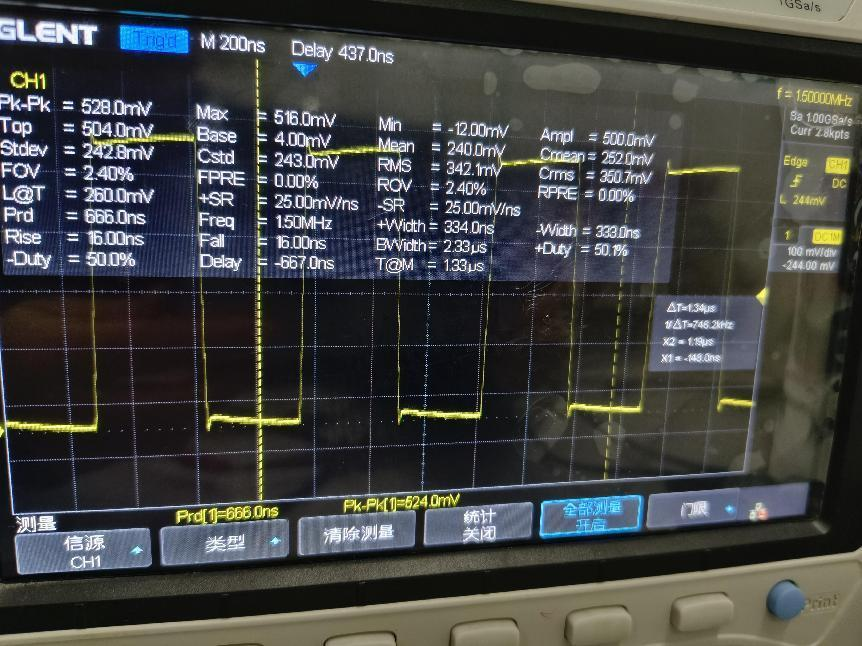 GLENT Trig'd M 200ns Delay 437.0ns
1GSa/s
f = 1.50000MHz
Sa 1.00GSa/s
Curr 2.8kpts
Edge CH1
DC
L 244mV
1 DC1M
100 mV/div
-244.00 mV
CH1
Pk-Pk = 528.0mV Max = 516.0mV Min = -12.00mV Ampl = 500.0mV
Top = 504.0mV Base = 4.00mV Mean = 240.0mV Cmean = 252.0mV
Stdev = 242.8mV Cstd = 243.0mV RMS = 342.1mV Crms = 350.7mV
FOV = 2.40% FPRE = 0.00% ROV = 2.40% RPRE = 0.00%
L@T = 260.0mV +SR = 25.00mV/ns -SR = 25.00mV/ns
Prd = 666.0ns Freq = 1.50MHz +Width = 334.0ns -Width = 333.0ns
Rise = 16.00ns Fall = 16.00ns BWidth = 2.33µs +Duty = 50.1%
-Duty = 50.0% Delay = -667.0ns T@M = 1.33µs
ΔT=1.34µs
1/ΔT=746.2kHz
X2 = 1.19µs
X1 = -148.0ns
测量 Prd[1]=666.0ns Pk-Pk[1]=524.0mV
信源
CH1
类型
清除测量
统计
关闭
全部测量
开启
门限
Print